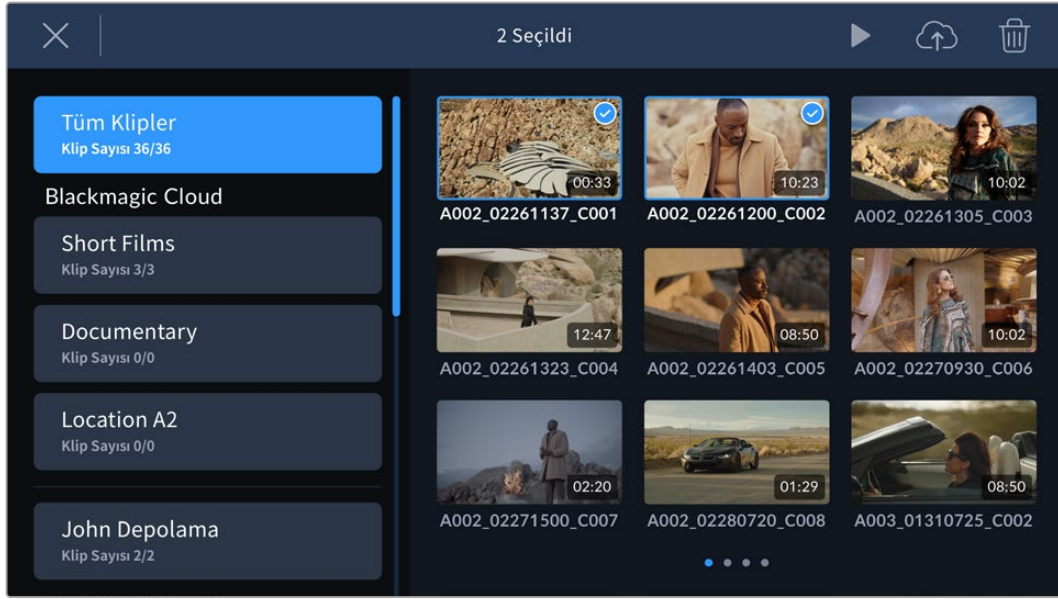 2 Seçildi
Tüm Klipler
Klip Sayısı 36/36
Blackmagic Cloud
Short Films
Klip Sayısı 3/3
Documentary
Klip Sayısı 0/0
Location A2
Klip Sayısı 0/0
John Depolama
Klip Sayısı 2/2
00:33
10:23
10:02
A002_02261137_C001
A002_02261200_C002
A002_02261305_C003
12:47
08:50
10:02
A002_02261323_C004
A002_02261403_C005
A002_02270930_C006
02:20
01:29
08:50
A002_02271500_C007
A002_02280720_C008
A003_01310725_C002